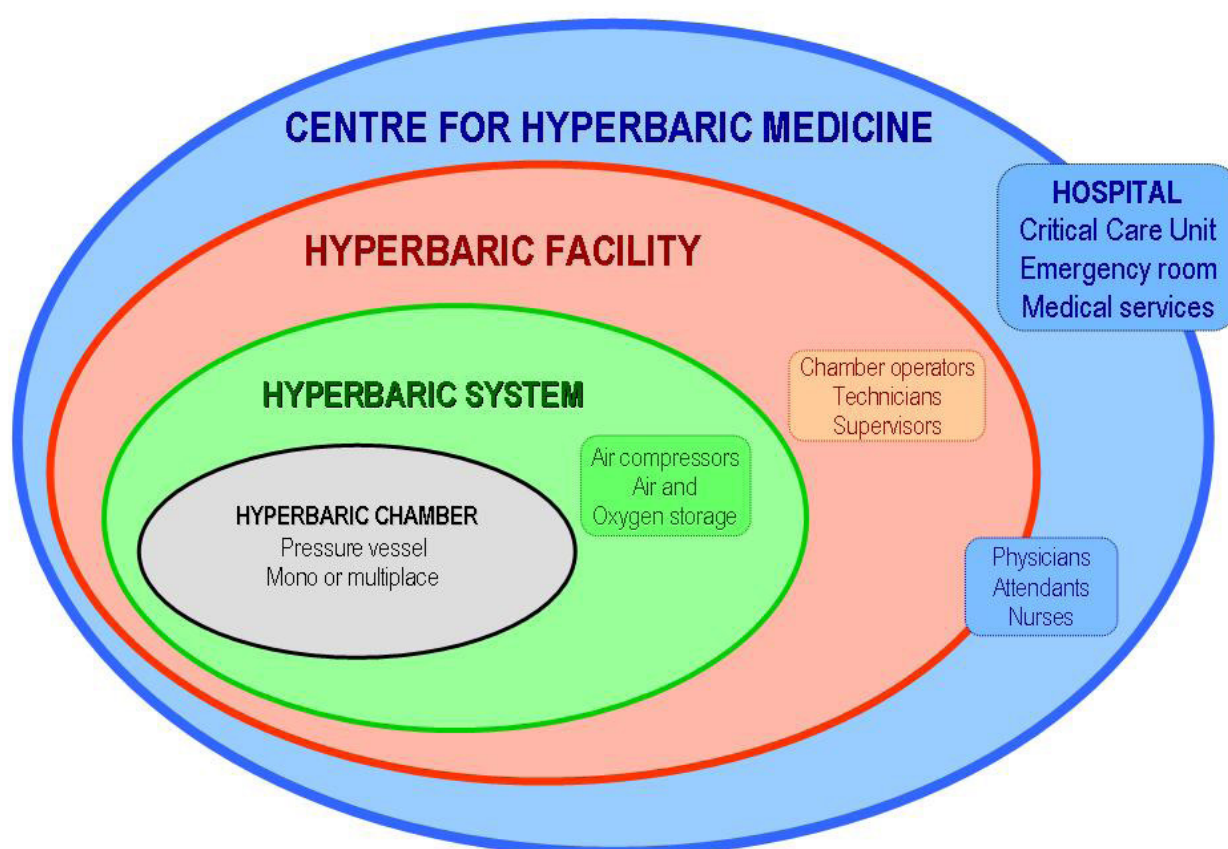 CENTRE FOR HYPERBARIC MEDICINE
HOSPITAL
Critical Care Unit
Emergency room
Medical services
HYPERBARIC FACILITY
Chamber operators
Technicians
Supervisors
HYPERBARIC SYSTEM
Air compressors
Air and
Oxygen storage
HYPERBARIC CHAMBER
Pressure vessel
Mono or multiplace
Physicians
Attendants
Nurses